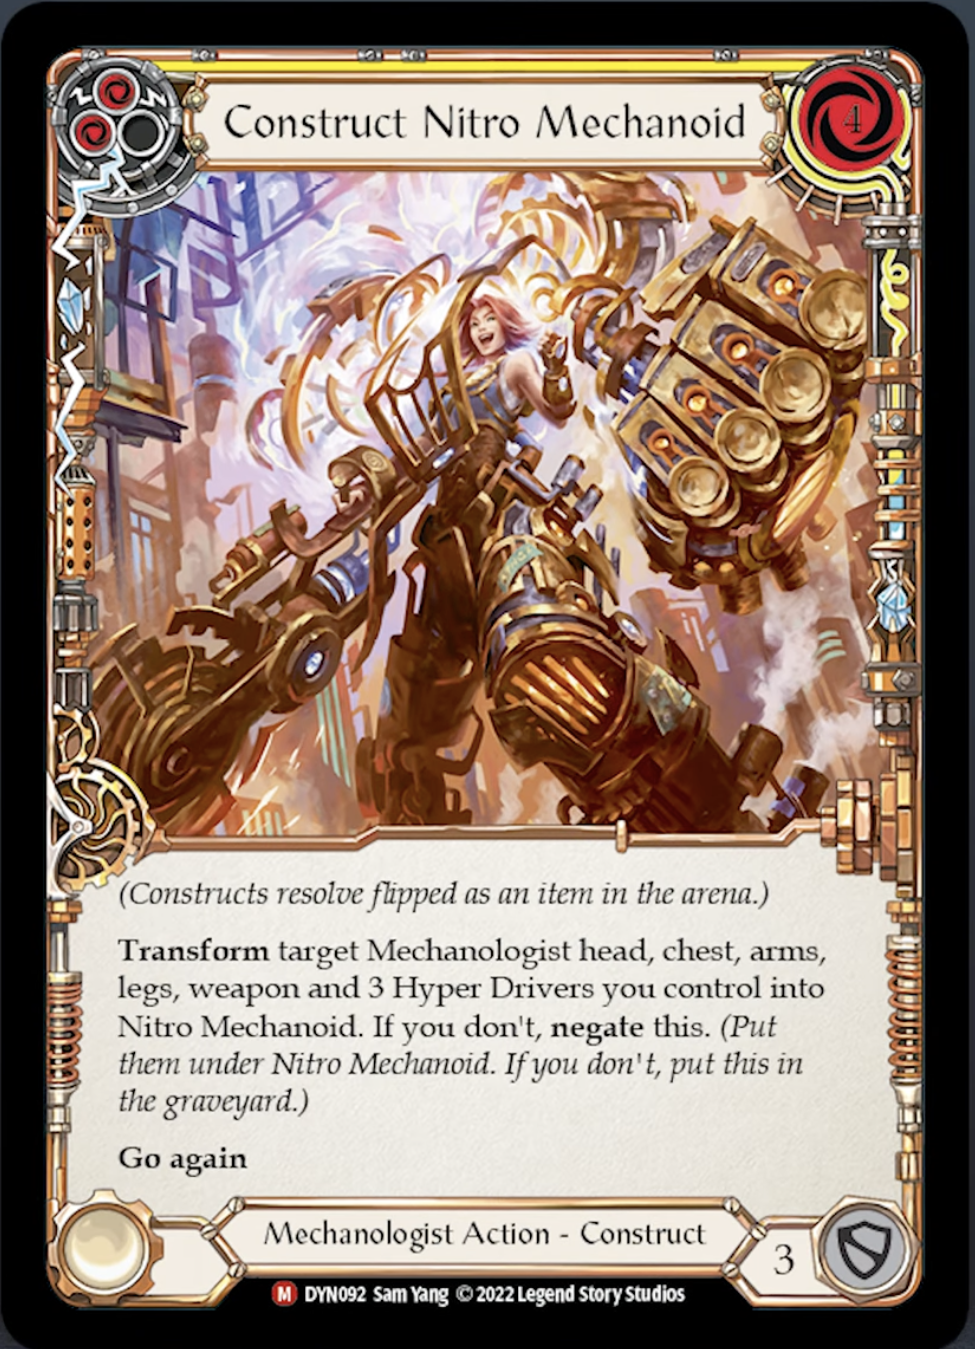 Construct Nitro Mechanoid
4
(Constructs resolve flipped as an item in the arena.)
Transform target Mechanologist head, chest, arms,
legs, weapon and 3 Hyper Drivers you control into
Nitro Mechanoid. If you don't, negate this. (Put
them under Nitro Mechanoid. If you don't, put this in
the graveyard.)
Go again
Mechanologist Action - Construct
3
M DYN092 Sam Yang © 2022 Legend Story Studios